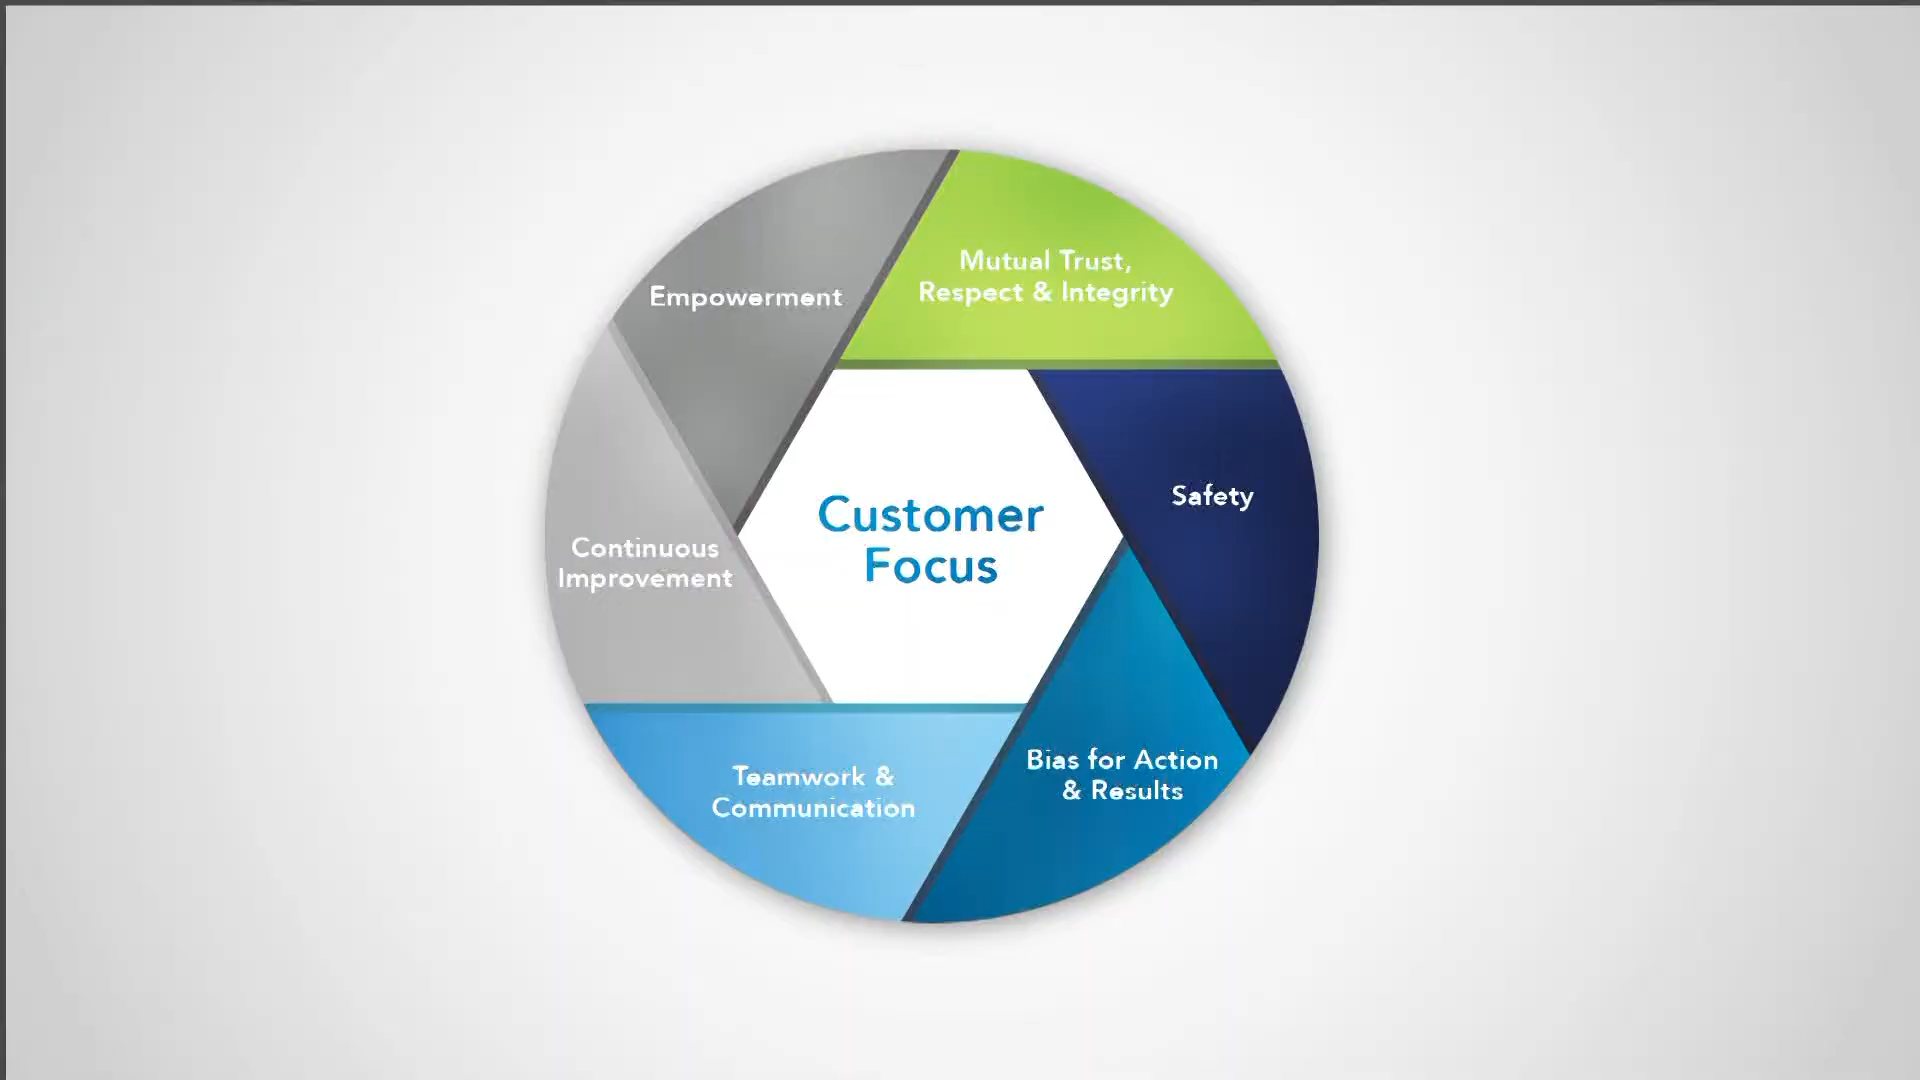 Mutual Trust,
Respect & Integrity
Empowerment
Safety
Customer
Focus
Continuous
Improvement
Bias for Action
& Results
Teamwork &
Communication